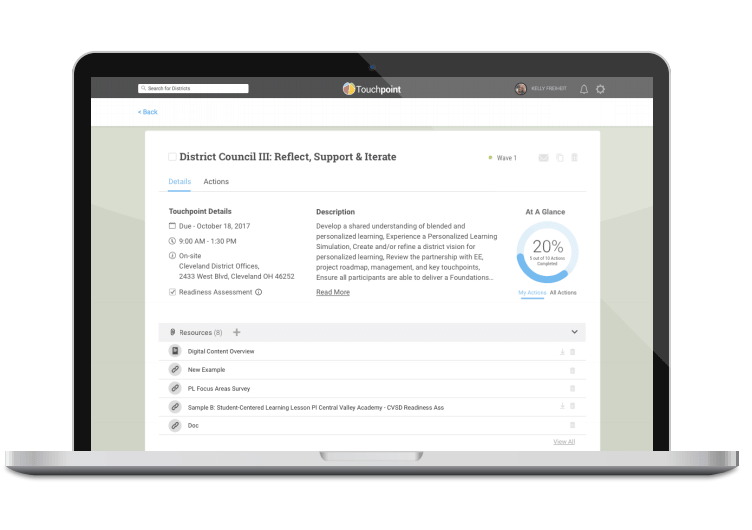 Search for Districts
Touchpoint
KELLY FREIHEIT
< Back
District Council III: Reflect, Support & Iterate
Wave 1
Details
Actions
Touchpoint Details
Due - October 18, 2017
9:00 AM - 1:30 PM
On-site
Cleveland District Offices,
2433 West Blvd, Cleveland OH 46252
Readiness Assessment
Description
Develop a shared understanding of blended and
personalized learning, Experience a Personalized Learning
Simulation, Create and/or refine a district vision for
personalized learning, Review the partnership with EE,
project roadmap, management, and key touchpoints,
Ensure all participants are able to deliver a Foundations...
Read More
At A Glance
20%
5 out of 10 Actions
Completed
My Actions All Actions
Resources (8)
Digital Content Overview
New Example
PL Focus Areas Survey
Sample B: Student-Centered Learning Lesson Pl Central Valley Academy - CVSD Readiness Ass
Doc
View All